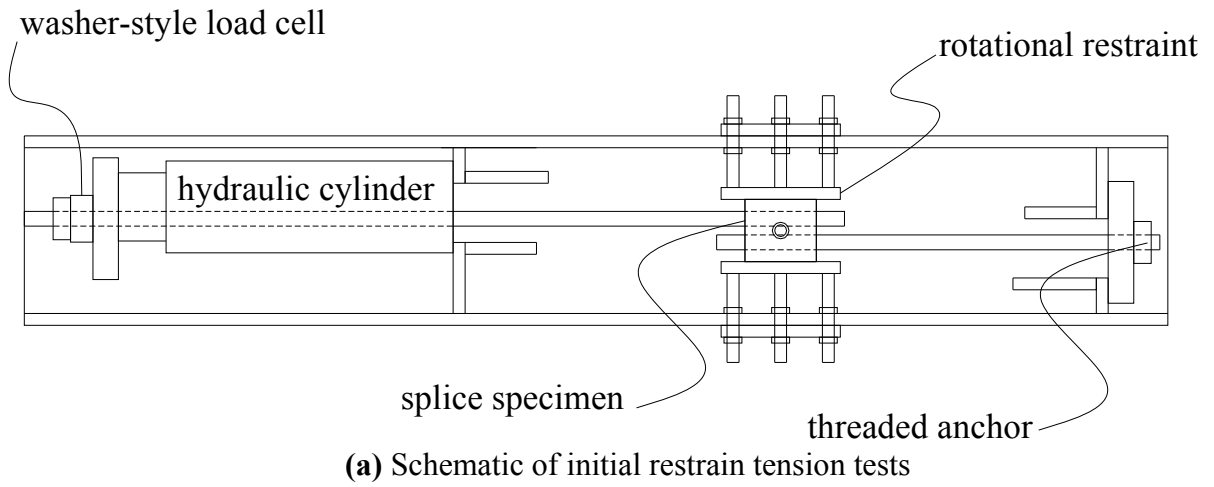 washer-style load cell
rotational restraint
hydraulic cylinder
splice specimen
threaded anchor
(a) Schematic of initial restrain tension tests